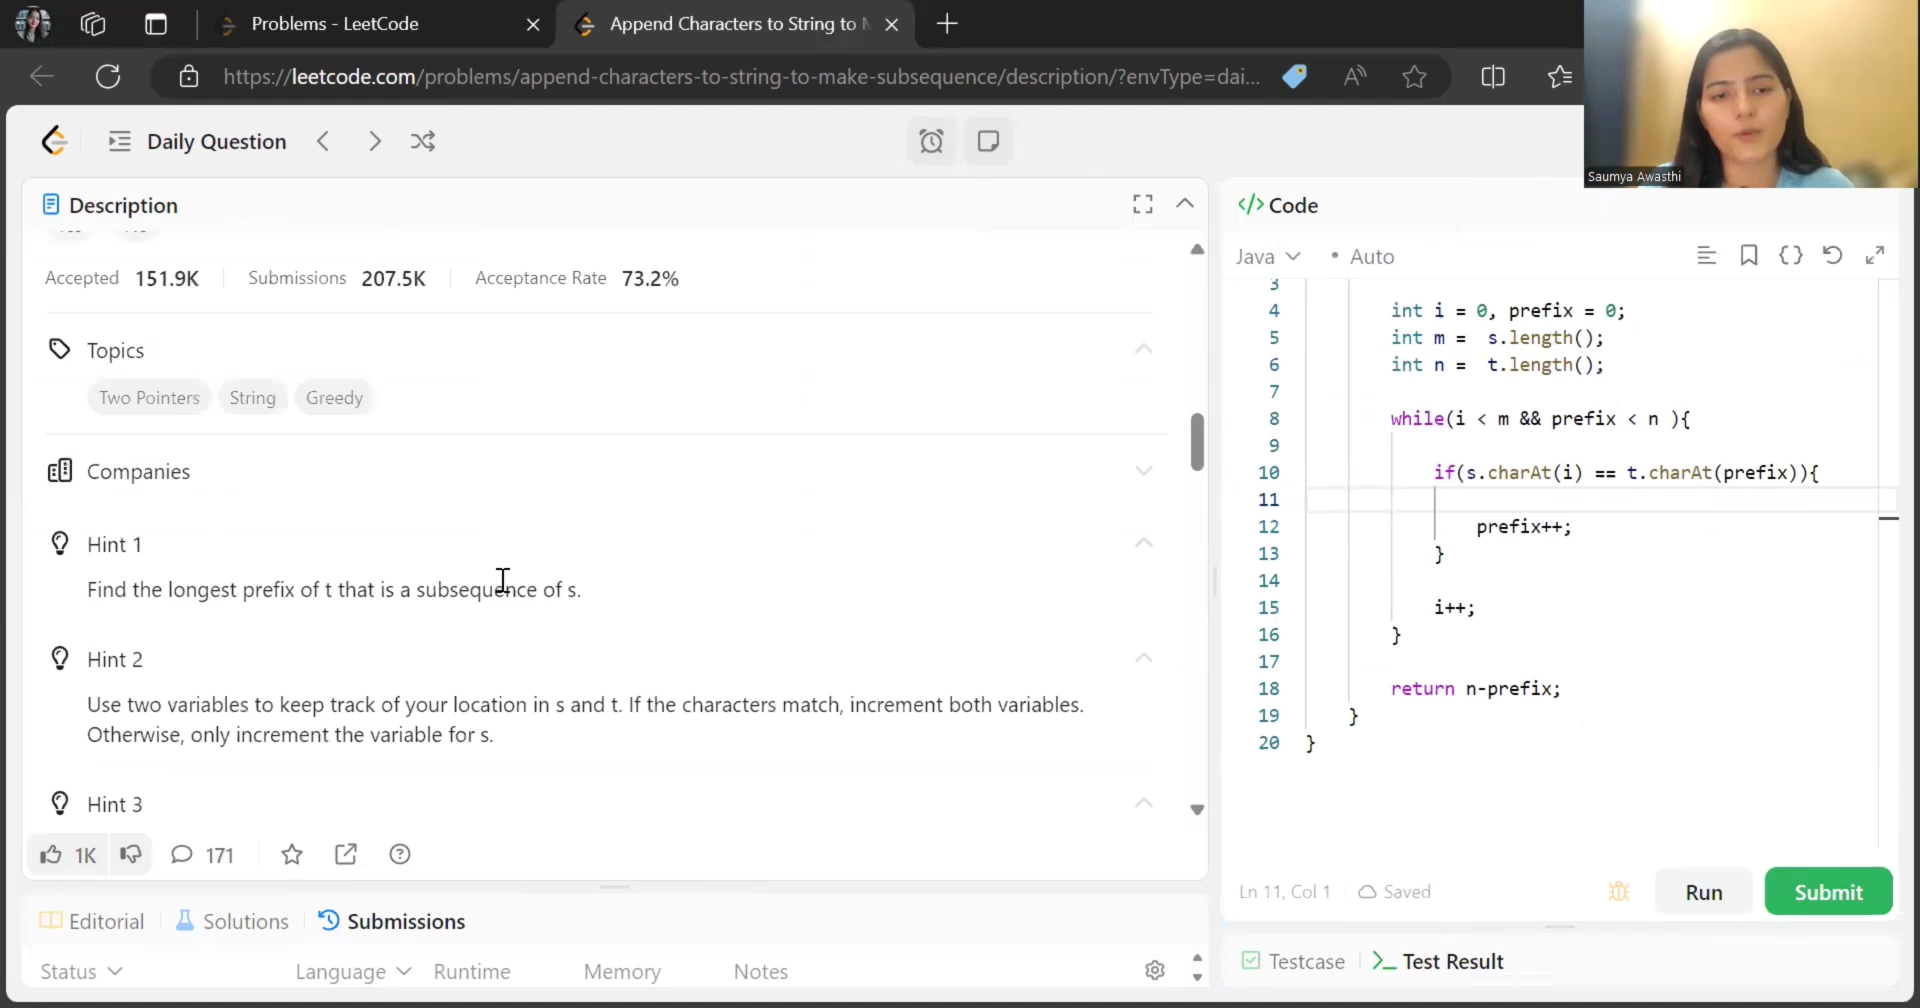 Problems - LeetCode
Append Characters to String to
https://leetcode.com/problems/append-characters-to-string-to-make-subsequence/description/?envType=dai...
Saumya Awasthi
Daily Question
Description
Accepted 151.9K Submissions 207.5K Acceptance Rate 73.2%
Topics
Two Pointers String Greedy
Companies
Hint 1
Find the longest prefix of t that is a subsequence of s.
Hint 2
Use two variables to keep track of your location in s and t. If the characters match, increment both variables.
Otherwise, only increment the variable for s.
Hint 3
1K 171
Editorial Solutions Submissions
Status Language Runtime Memory Notes
</> Code
Java • Auto
3
4 int i = 0, prefix = 0;
5 int m = s.length();
6 int n = t.length();
7
8 while(i < m && prefix < n ){
9
10 if(s.charAt(i) == t.charAt(prefix)){
11
12 prefix++;
13 }
14
15 i++;
16 }
17
18 return n-prefix;
19 }
20 }
Ln 11, Col 1 Saved Run Submit
Testcase >_ Test Result